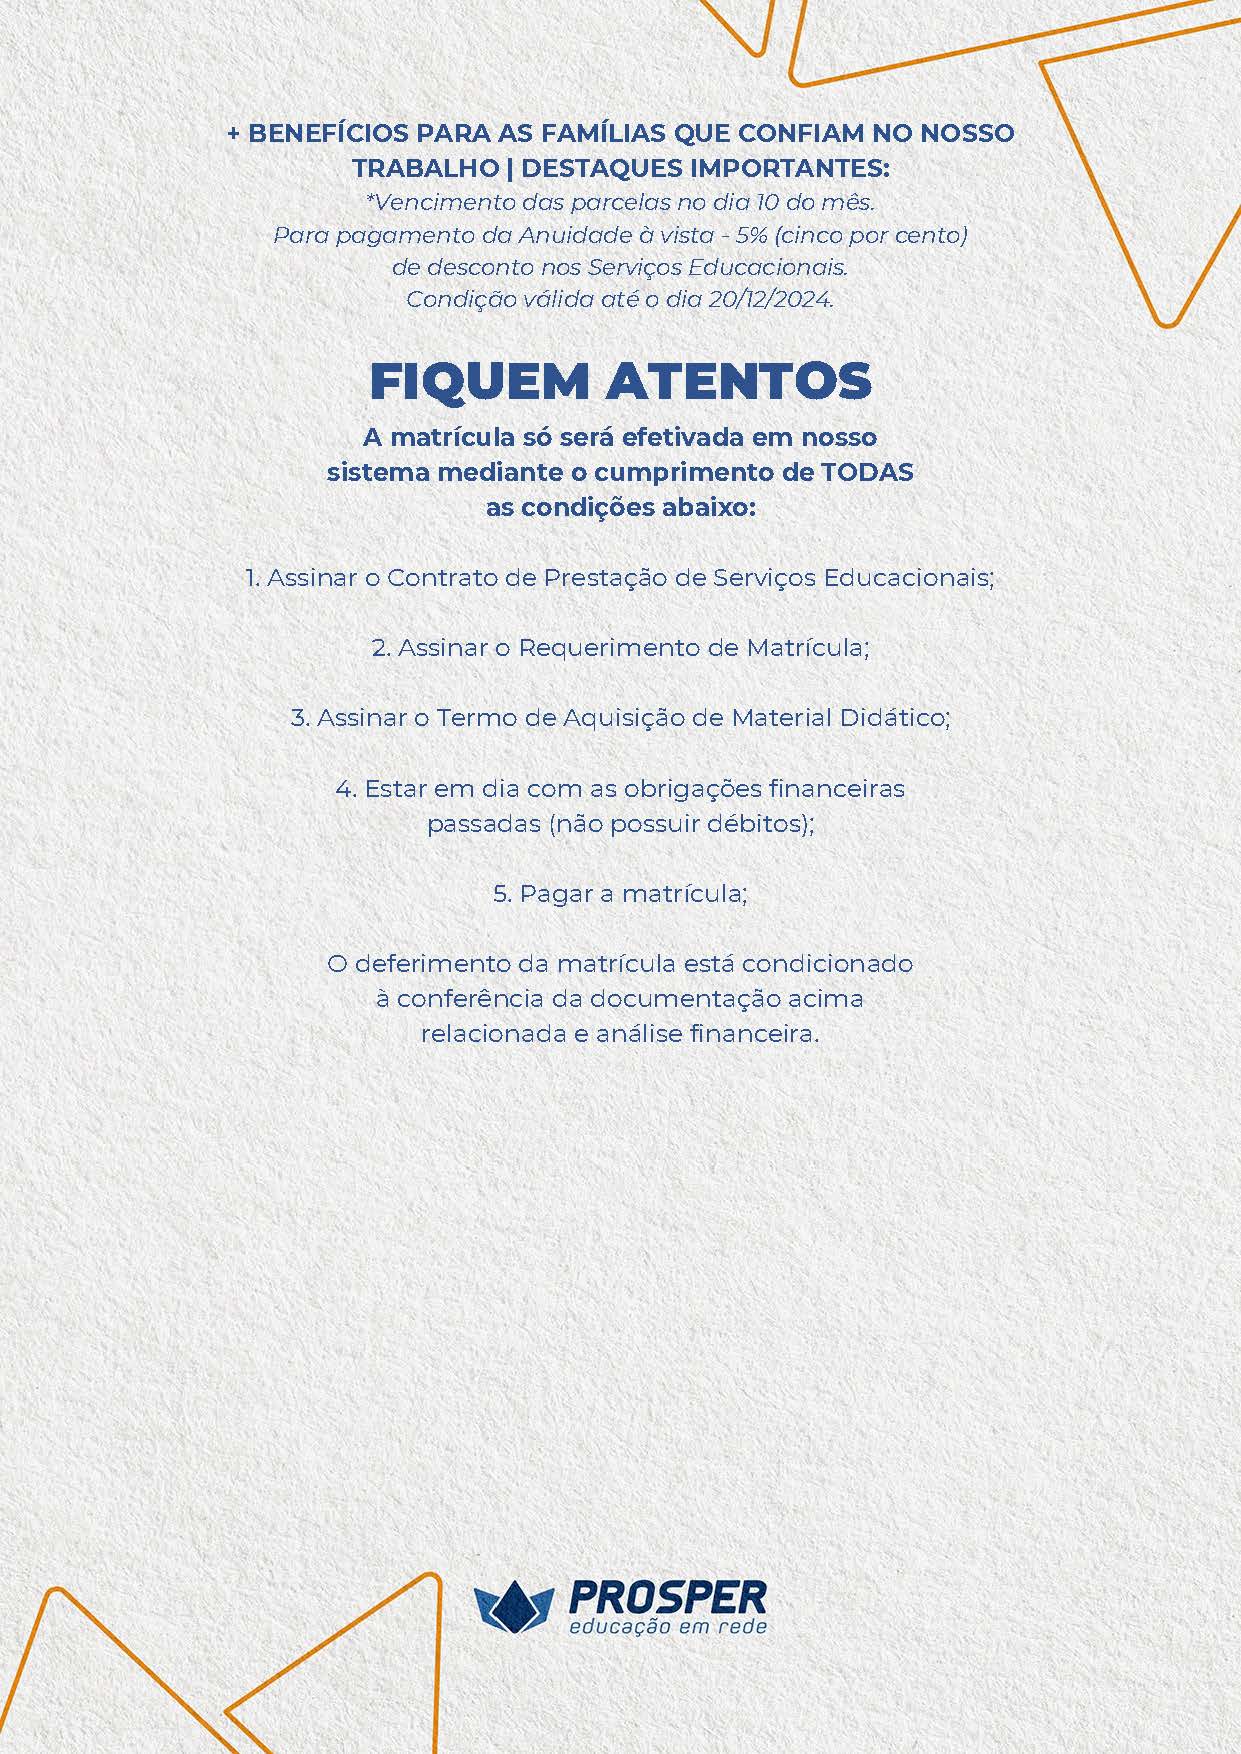 + BENEFÍCIOS PARA AS FAMÍLIAS QUE CONFIAM NO NOSSO
TRABALHO | DESTAQUES IMPORTANTES:
*Vencimento das parcelas no dia 10 do mês.
Para pagamento da Anuidade à vista - 5% (cinco por cento)
de desconto nos Serviços Educacionais.
Condição válida até o dia 20/12/2024.
FIQUEM ATENTOS
A matrícula só será efetivada em nosso
sistema mediante o cumprimento de TODAS
as condições abaixo:
1. Assinar o Contrato de Prestação de Serviços Educacionais;
2. Assinar o Requerimento de Matrícula;
3. Assinar o Termo de Aquisição de Material Didático;
4. Estar em dia com as obrigações financeiras
passadas (não possuir débitos);
5. Pagar a matrícula;
O deferimento da matrícula está condicionado
à conferência da documentação acima
relacionada e análise financeira.
PROSPER
educação em rede